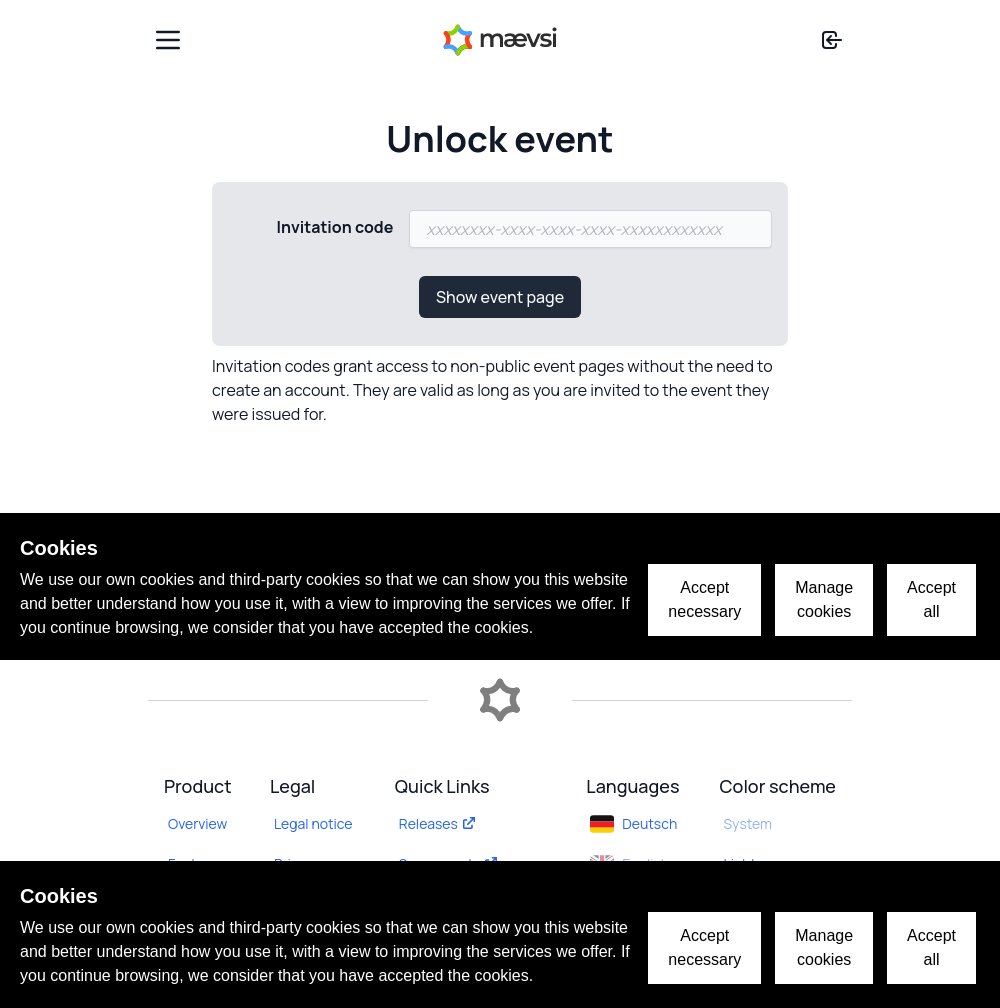 mævsi
Unlock event
Invitation code
xxxxxxxx-xxxx-xxxx-xxxx-xxxxxxxxxxxx
Show event page
Invitation codes grant access to non-public event pages without the need to
create an account. They are valid as long as you are invited to the event they
were issued for.
Cookies
We use our own cookies and third-party cookies so that we can show you this website
and better understand how you use it, with a view to improving the services we offer. If
you continue browsing, we consider that you have accepted the cookies.
Accept
necessary
Manage
cookies
Accept
all
Product
Legal
Quick Links
Languages
Color scheme
Overview
Legal notice
Releases
Deutsch
System
Cookies
We use our own cookies and third-party cookies so that we can show you this website
and better understand how you use it, with a view to improving the services we offer. If
you continue browsing, we consider that you have accepted the cookies.
Accept
necessary
Manage
cookies
Accept
all